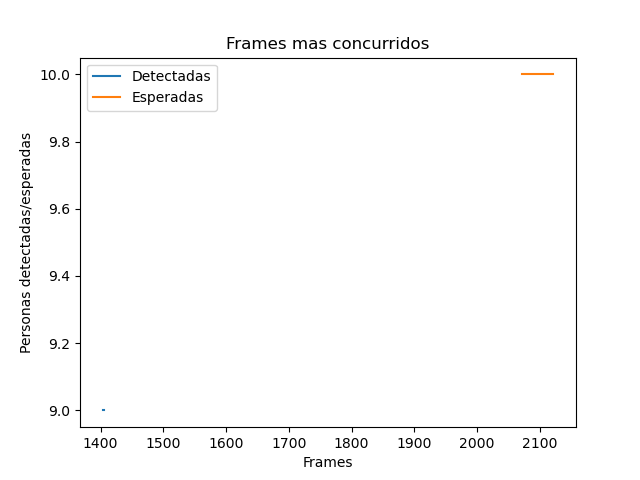 Frames mas concurridos
Detectadas
Esperadas
Personas detectadas/esperadas
10.0
9.8
9.6
9.4
9.2
9.0
1400 1500 1600 1700 1800 1900 2000 2100
Frames